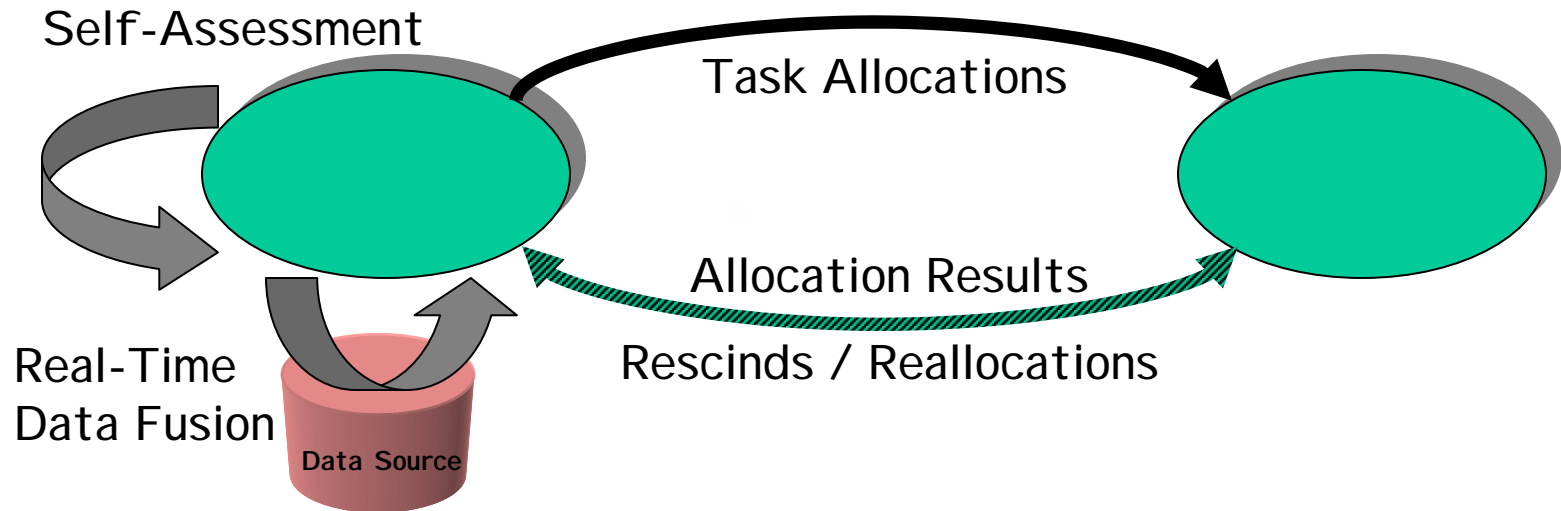 Self-Assessment
Task Allocations
Allocation Results
Rescinds / Reallocations
Real-Time
Data Fusion
Data Source